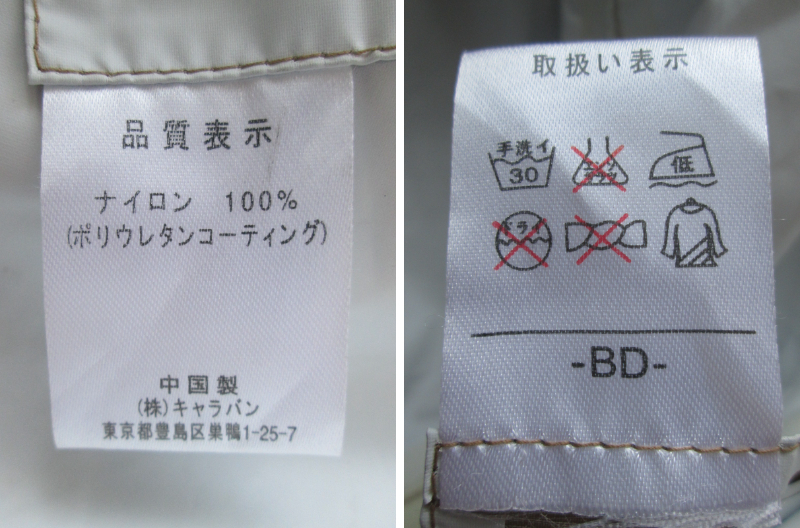 品質表示
ナイロン 100%
(ポリウレタンコーティング)
中国製
(株)キャラバン
東京都豊島区巣鴨1-25-7
取扱い表示
手洗イ
30
低
-BD-